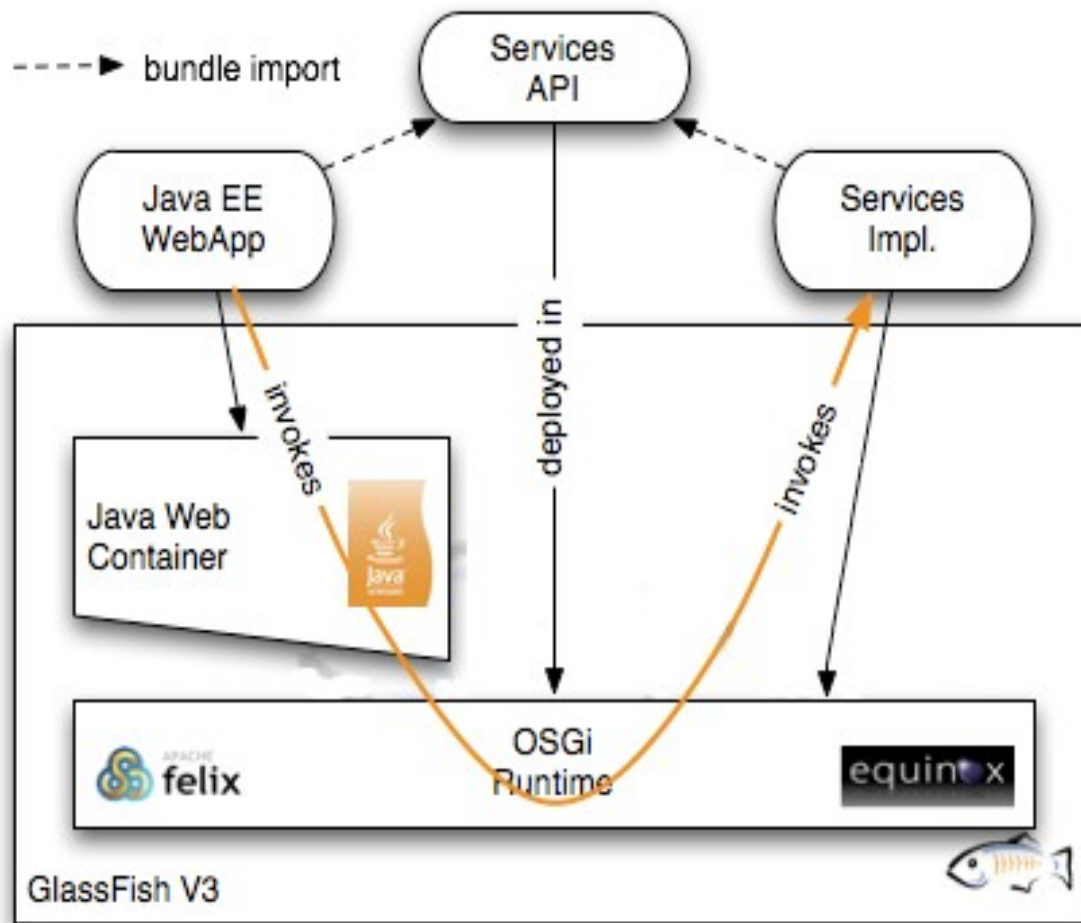 bundle import
Services
API
Java EE
WebApp
Services
Impl.
deployed in
invokes
invokes
Java Web
Container
Java
OSGi
Runtime
APACHE
felix
equinox
GlassFish V3